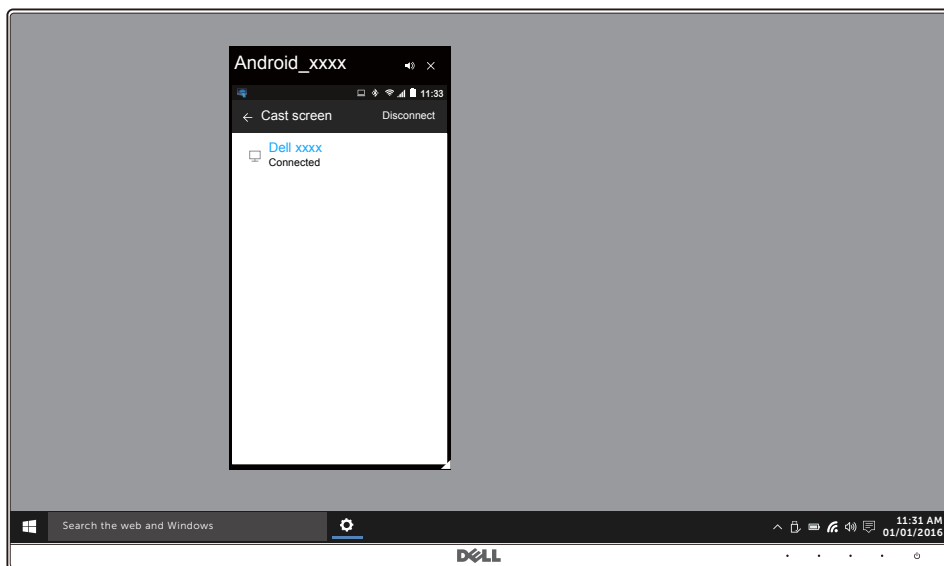 Android_xxxx
11:33
Cast screen Disconnect
Dell xxxx
Connected
Search the web and Windows
11:31 AM
01/01/2016
DELL